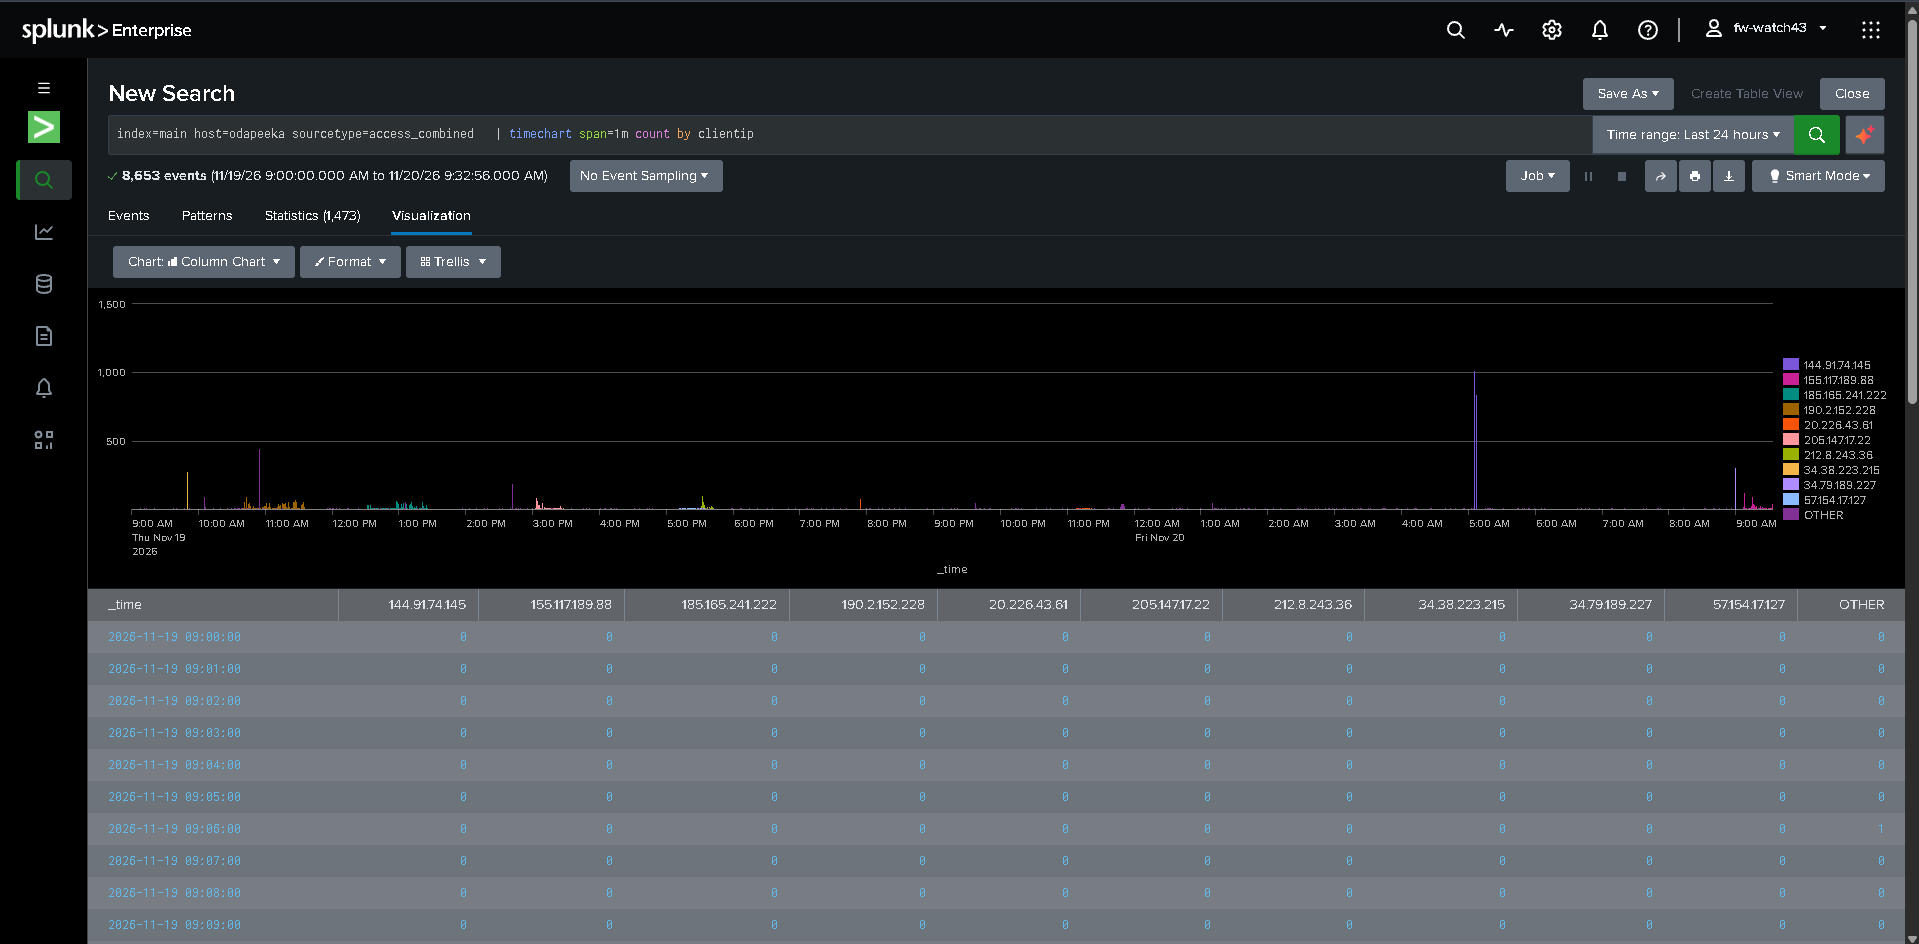 splunk> Enterprise
fw-watch43
New Search
Save As
Create Table View
Close
index=main host=odapeeka sourcetype=access_combined | timechart span=1m count by clientip
Time range: Last 24 hours
8,653 events (11/19/26 9:00:00.000 AM to 11/20/26 9:32:56.000 AM)
No Event Sampling
Job
Smart Mode
Events
Patterns
Statistics (1,473)
Visualization
Chart: Column Chart
Format
Trellis
1,500
1,000
500
144.91.74.145
155.117.189.88
185.165.241.222
190.2.152.228
20.226.43.61
205.147.17.22
212.8.243.36
34.38.223.215
34.79.189.227
57.154.17.127
OTHER
9:00 AM 10:00 AM 11:00 AM 12:00 PM 1:00 PM 2:00 PM 3:00 PM 4:00 PM 5:00 PM 6:00 PM 7:00 PM 8:00 PM 9:00 PM 10:00 PM 11:00 PM 12:00 AM 1:00 AM 2:00 AM 3:00 AM 4:00 AM 5:00 AM 6:00 AM 7:00 AM 8:00 AM 9:00 AM
Thu Nov 19 Fri Nov 20
2026
_time
_time 144.91.74.145 155.117.189.88 185.165.241.222 190.2.152.228 20.226.43.61 205.147.17.22 212.8.243.36 34.38.223.215 34.79.189.227 57.154.17.127 OTHER
2026-11-19 09:00:00 0 0 0 0 0 0 0 0 0 0 0
2026-11-19 09:01:00 0 0 0 0 0 0 0 0 0 0 0
2026-11-19 09:02:00 0 0 0 0 0 0 0 0 0 0 0
2026-11-19 09:03:00 0 0 0 0 0 0 0 0 0 0 0
2026-11-19 09:04:00 0 0 0 0 0 0 0 0 0 0 0
2026-11-19 09:05:00 0 0 0 0 0 0 0 0 0 0 0
2026-11-19 09:06:00 0 0 0 0 0 0 0 0 0 0 1
2026-11-19 09:07:00 0 0 0 0 0 0 0 0 0 0 0
2026-11-19 09:08:00 0 0 0 0 0 0 0 0 0 0 0
2026-11-19 09:09:00 0 0 0 0 0 0 0 0 0 0 0